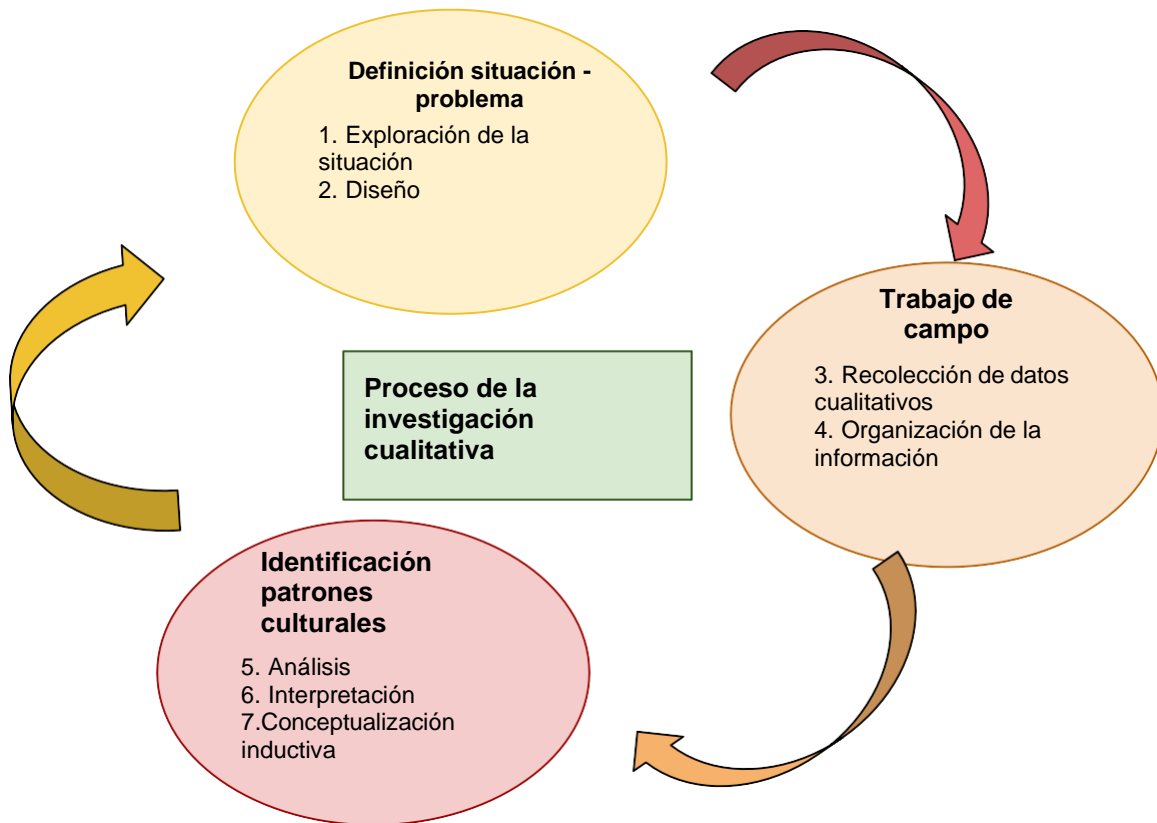 Definición situación -
problema
1. Exploración de la
situación
2. Diseño
Trabajo de
campo
3. Recolección de datos
cualitativos
4. Organización de la
información
Proceso de la
investigación
cualitativa
Identificación
patrones
culturales
5. Análisis
6. Interpretación
7.Conceptualización
inductiva